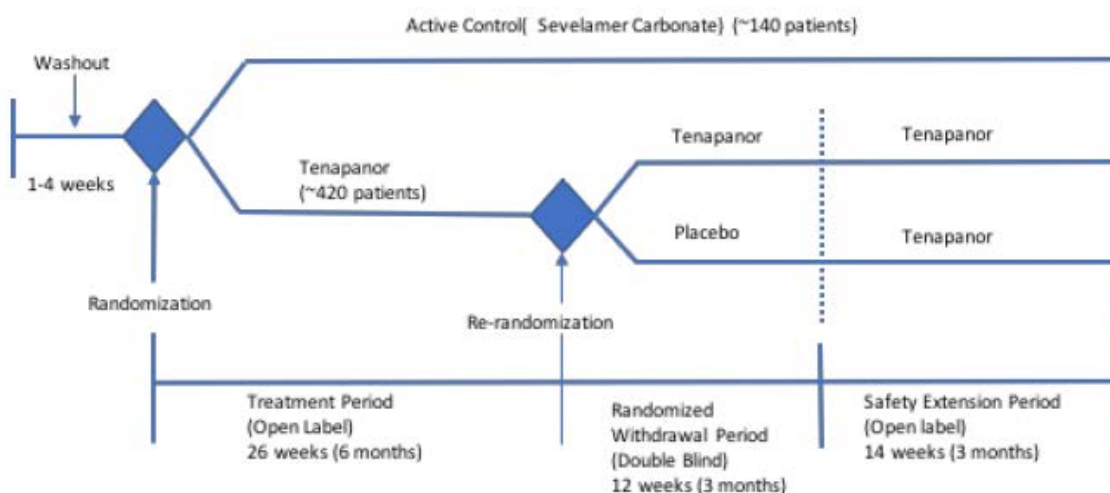 Active Control( Sevelamer Carbonate) (~140 patients)
Washout
1-4 weeks
Tenapanor
(~420 patients)
Tenapanor
Tenapanor
Placebo
Tenapanor
Randomization
Re-randomization
Treatment Period
(Open Label)
26 weeks (6 months)
Randomized
Withdrawal Period
(Double Blind)
12 weeks (3 months)
Safety Extension Period
(Open label)
14 weeks (3 months)